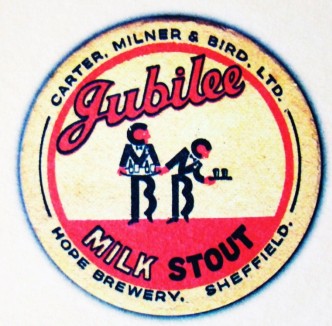 CARTER, MILNER & BIRD, LTD.
Jubilee
MILK STOUT
HOPE BREWERY, SHEFFIELD.